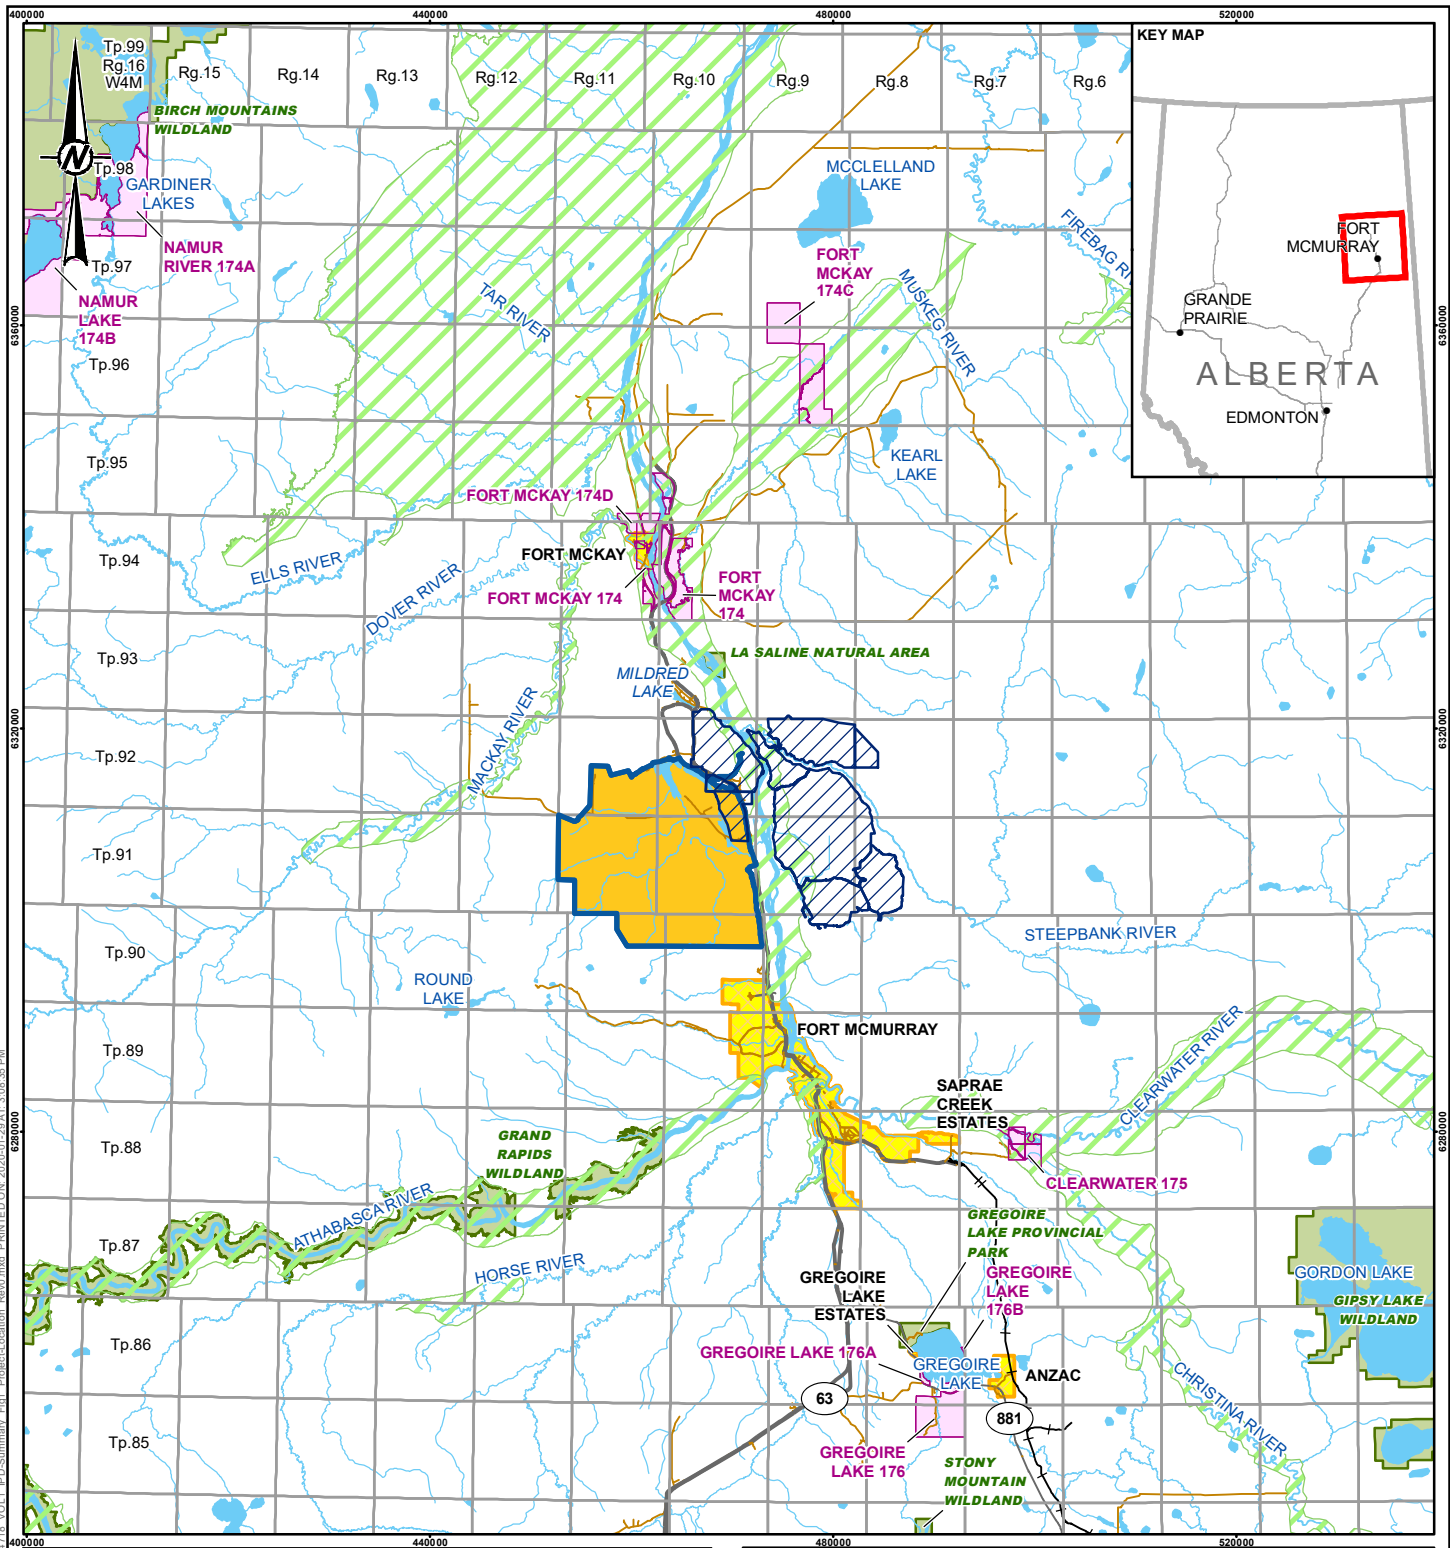 400000
440000
480000
520000
KEY MAP
Tp.99
Rg.16
W4M
Rg.15
Rg.14
Rg.13
Rg.12
Rg.11
Rg.10
Rg.9
Rg.8
Rg.7
Rg.6
BIRCH MOUNTAINS
WILDLAND
N
Tp.98
GARDINER
LAKES
MCCLELLAND
LAKE
NAMUR
RIVER 174A
Tp.97
NAMUR
LAKE
174B
FORT
MCKAY
174C
FIREBAG RI
MUSKEG RIVER
TAR RIVER
FORT
MCMURRAY
GRANDE
PRAIRIE
ALBERTA
EDMONTON
6360000
6360000
Tp.96
Tp.95
KEARL
LAKE
FORT MCKAY 174D
Tp.94
FORT MCKAY
ELLS RIVER
DOVER RIVER
FORT MCKAY 174
FORT
MCKAY
174
Tp.93
LA SALINE NATURAL AREA
MILDRED
LAKE
MACKAY RIVER
6320000
6320000
Tp.92
Tp.91
Tp.90
STEEPBANK RIVER
ROUND
LAKE
FORT MCMURRAY
Tp.89
CLEARWATER RIVER
SAPRAE
CREEK
ESTATES
6280000
6280000
Tp.88
GRAND
RAPIDS
WILDLAND
CLEARWATER 175
ATHABASCA RIVER
Tp.87
GREGOIRE
LAKE PROVINCIAL
PARK
HORSE RIVER
GREGOIRE
LAKE
ESTATES
GREGOIRE
LAKE
176B
GORDON LAKE
GIPSY LAKE
WILDLAND
Tp.86
GREGOIRE LAKE 176A
GREGOIRE
LAKE
ANZAC
63
881
CHRISTINA RIVER
Tp.85
GREGOIRE
LAKE 176
STONY
MOUNTAIN
WILDLAND
400000
440000
480000
520000